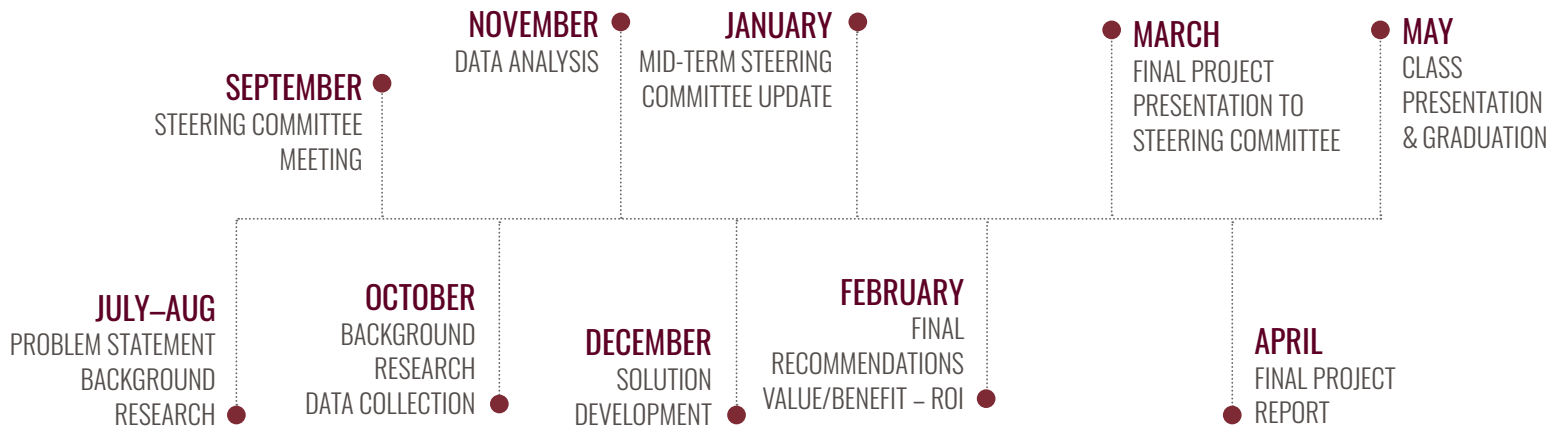 JULY–AUG
PROBLEM STATEMENT
BACKGROUND
RESEARCH
SEPTEMBER
STEERING COMMITTEE
MEETING
OCTOBER
BACKGROUND
RESEARCH
DATA COLLECTION
NOVEMBER
DATA ANALYSIS
DECEMBER
SOLUTION
DEVELOPMENT
JANUARY
MID-TERM STEERING
COMMITTEE UPDATE
FEBRUARY
FINAL
RECOMMENDATIONS
VALUE/BENEFIT – ROI
MARCH
FINAL PROJECT
PRESENTATION TO
STEERING COMMITTEE
APRIL
FINAL PROJECT
REPORT
MAY
CLASS
PRESENTATION
& GRADUATION